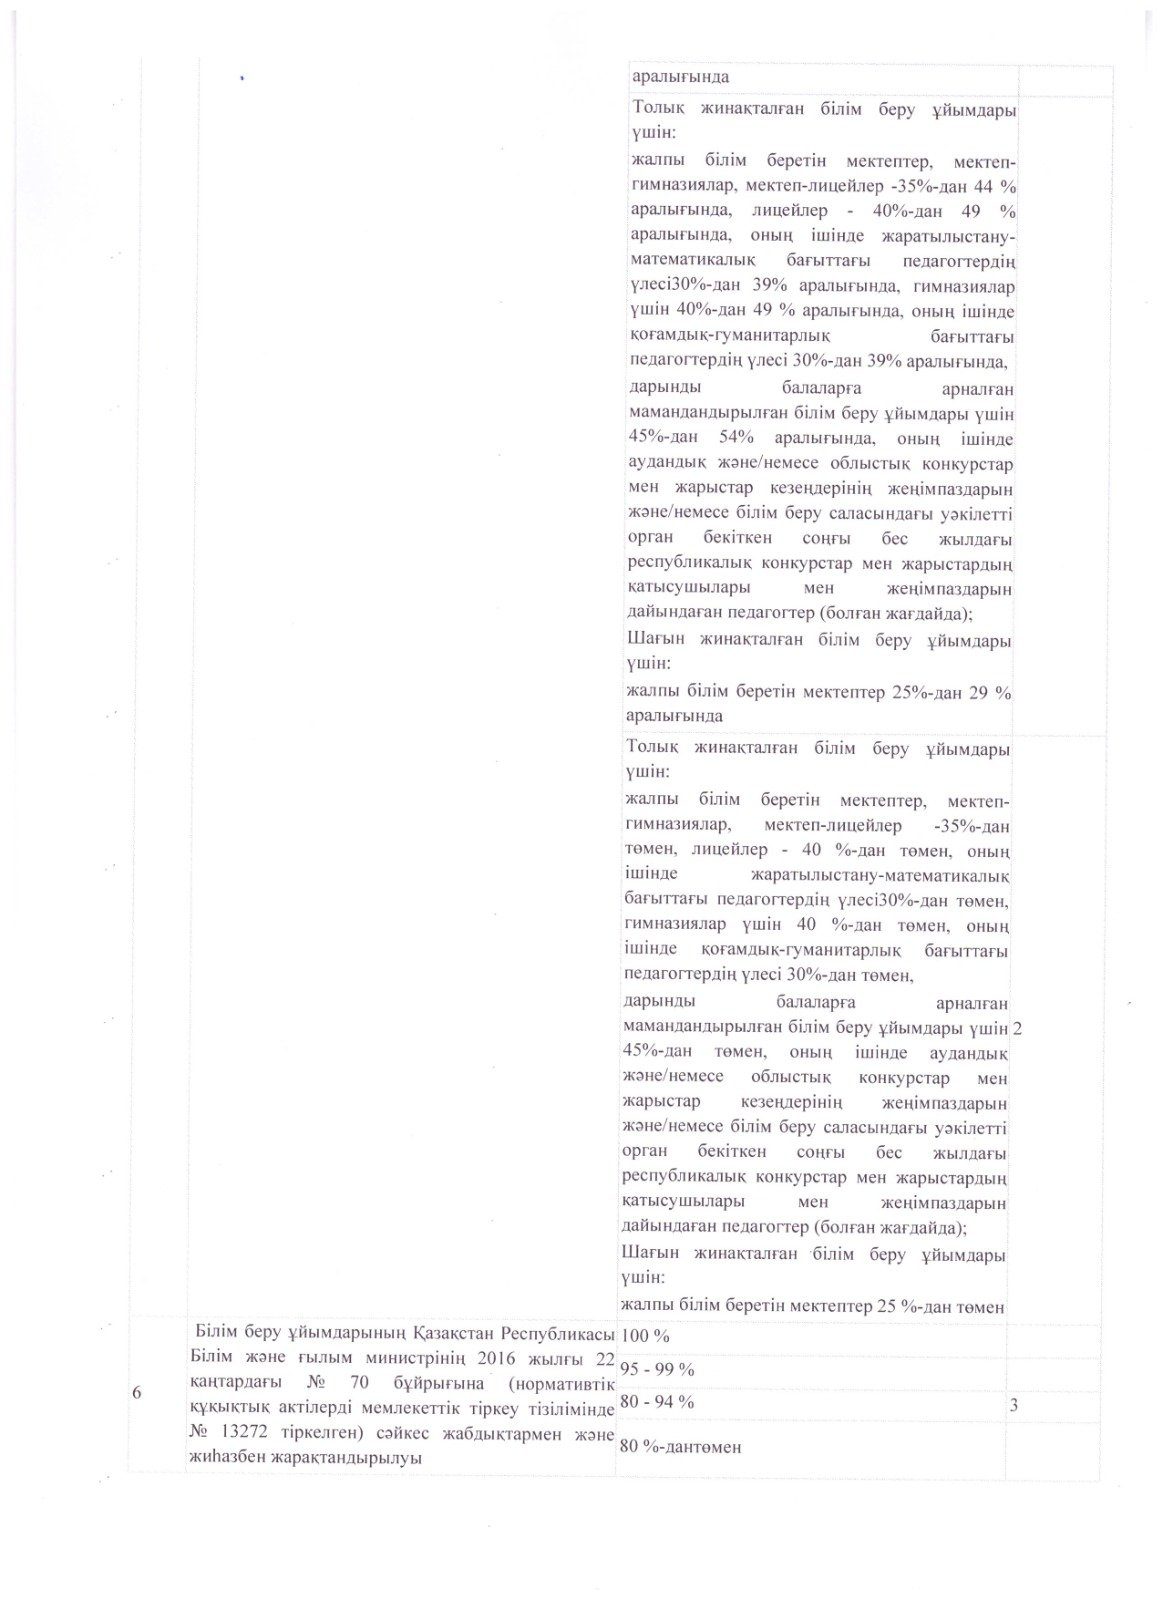 аралығында
Толық жинақталған білім беру ұйымдары
үшін:
жалпы білім беретін мектептер, мектеп-
гимназиялар, мектеп-лицейлер -35%-дан 44 %
аралығында, лицейлер - 40%-дан 49 %
аралығында, оның ішінде жаратылыстану-
математикалық бағыттағы педагогтердің
үлесі30%-дан 39% аралығында, гимназиялар
үшін 40%-дан 49 % аралығында, оның ішінде
қоғамдық-гуманитарлық бағыттағы
педагогтердің үлесі 30%-дан 39% аралығында,
дарынды балаларға арналған
мамандандырылған білім беру ұйымдары үшін
45%-дан 54% аралығында, оның ішінде
аудандық және/немесе облыстық конкурстар
мен жарыстар кезеңдерінің жеңімпаздарын
және/немесе білім беру саласындағы уәкілетті
орган бекіткен соңғы бес жылдағы
республикалық конкурстар мен жарыстардың
қатысушылары мен жеңімпаздарын
дайындаған педагогтер (болған жағдайда);
Шағын жинақталған білім беру ұйымдары
үшін:
жалпы білім беретін мектептер 25%-дан 29 %
аралығында
Толық жинақталған білім беру ұйымдары
үшін:
жалпы білім беретін мектептер, мектеп-
гимназиялар, мектеп-лицейлер -35%-дан
төмен, лицейлер - 40 %-дан төмен, оның
ішінде жаратылыстану-математикалық
бағыттағы педагогтердің үлесі30%-дан төмен,
гимназиялар үшін 40 %-дан төмен, оның
ішінде қоғамдық-гуманитарлық бағыттағы
педагогтердің үлесі 30%-дан төмен,
дарынды балаларға арналған
мамандандырылған білім беру ұйымдары үшін 2
45%-дан төмен, оның ішінде аудандық
және/немесе облыстық конкурстар мен
жарыстар кезеңдерінің жеңімпаздарын
және/немесе білім беру саласындағы уәкілетті
орган бекіткен соңғы бес жылдағы
республикалық конкурстар мен жарыстардың
қатысушылары мен жеңімпаздарын
дайындаған педагогтер (болған жағдайда);
Шағын жинақталған білім беру ұйымдары
үшін:
жалпы білім беретін мектептер 25 %-дан төмен
6
Білім беру ұйымдарының Қазақстан Республикасы
Білім және ғылым министрінің 2016 жылғы 22
қаңтардағы № 70 бұйрығына (нормативтік
құқықтық актілерді мемлекеттік тіркеу тізілімінде
№ 13272 тіркелген) сәйкес жабдықтармен және
жиһазбен жарақтандырылуы
100 %
95 - 99 %
80 - 94 % 3
80 %-дантөмен